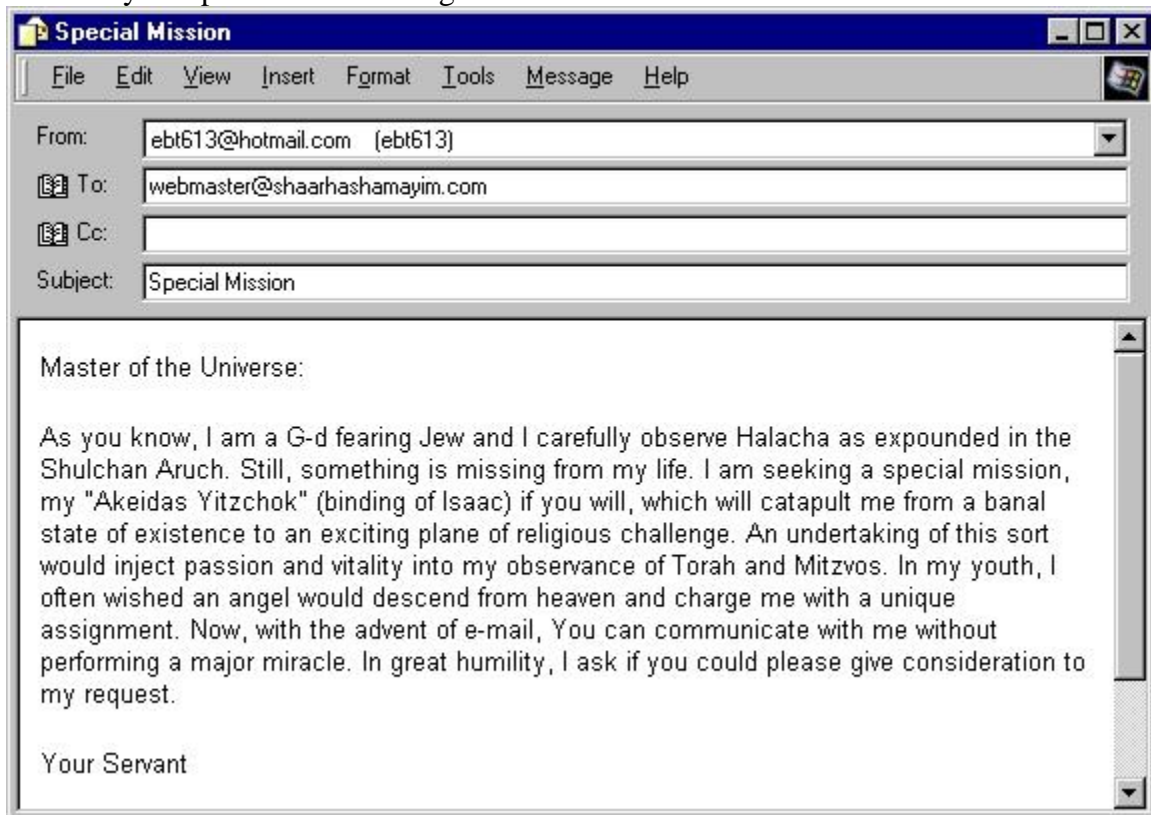 Special Mission
File Edit View Insert Format Tools Message Help
From: ebt613@hotmail.com (ebt613)
To: webmaster@shaarhashamayim.com
Cc:
Subject: Special Mission
Master of the Universe:
As you know, I am a G-d fearing Jew and I carefully observe Halacha as expounded in the
Shulchan Aruch. Still, something is missing from my life. I am seeking a special mission,
my "Akeidas Yitzchok" (binding of Isaac) if you will, which will catapult me from a banal
state of existence to an exciting plane of religious challenge. An undertaking of this sort
would inject passion and vitality into my observance of Torah and Mitzvos. In my youth, I
often wished an angel would descend from heaven and charge me with a unique
assignment. Now, with the advent of e-mail, You can communicate with me without
performing a major miracle. In great humility, I ask if you could please give consideration to
my request.
Your Servant